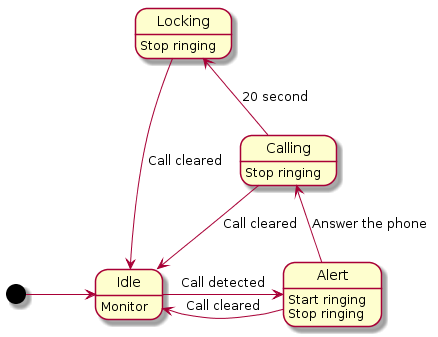 Locking
Stop ringing
20 second
Calling
Stop ringing
Call cleared
Call cleared
Answer the phone
Idle
Monitor
Call detected
Call cleared
Alert
Start ringing
Stop ringing